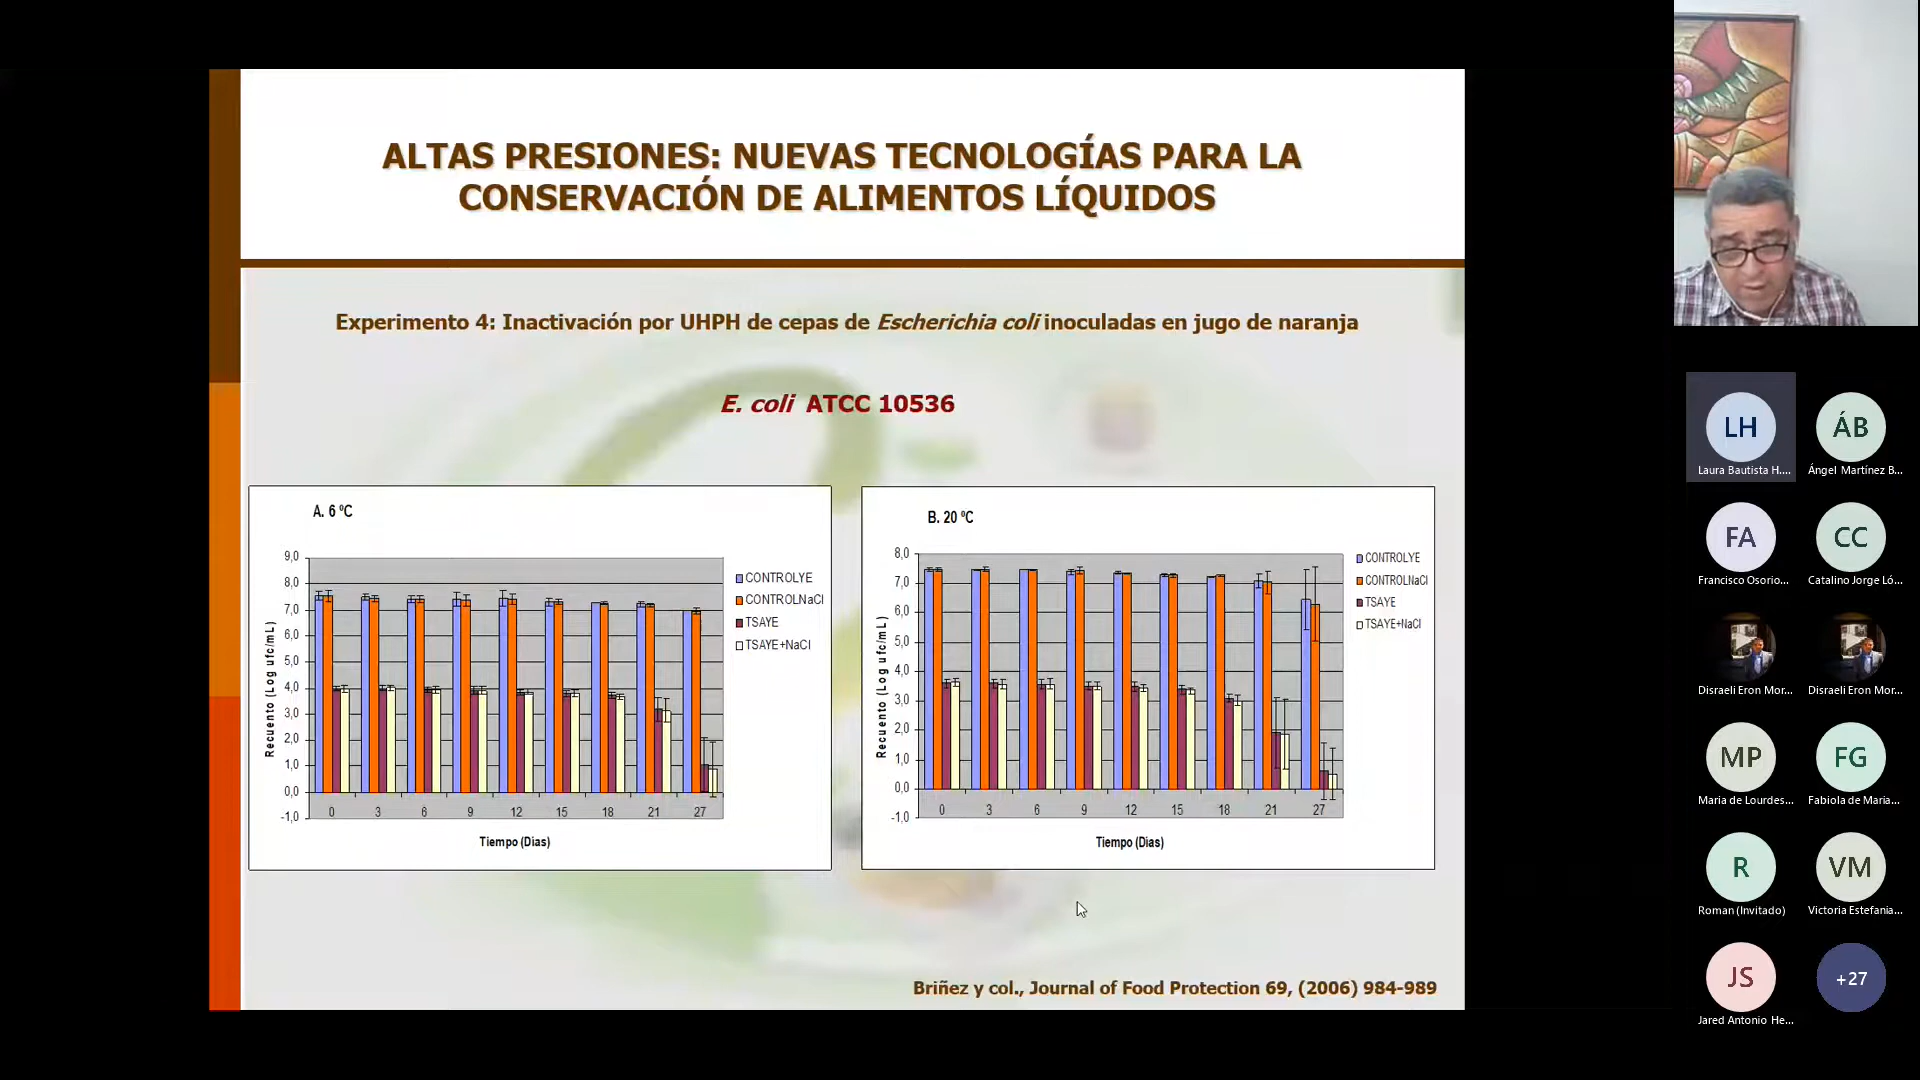 ALTAS PRESIONES: NUEVAS TECNOLOGÍAS PARA LA
CONSERVACIÓN DE ALIMENTOS LÍQUIDOS
Experimento 4: Inactivación por UHPH de cepas de Escherichia coli inoculadas en jugo de naranja
E. coli ATCC 10536
A. 6 ºC
9,0
8,0
7,0
6,0
5,0
4,0
3,0
2,0
1,0
0,0
-1,0
Recuento (Log ufc/mL)
0 3 6 9 12 15 18 21 27
Tiempo (Dias)
CONTROLYE
CONTROLNaCl
TSAYE
TSAYE+NaCl
B. 20 ºC
8,0
7,0
6,0
5,0
4,0
3,0
2,0
1,0
0,0
-1,0
Recuento (Log ufc/mL)
0 3 6 9 12 15 18 21 27
Tiempo (Dias)
CONTROLYE
CONTROLNaCl
TSAYE
TSAYE+NaCl
Briñez y col., Journal of Food Protection 69, (2006) 984-989
LH
Laura Bautista H....
ÁB
Ángel Martínez B...
FA
Francisco Osorio...
CC
Catalino Jorge Ló...
Disraeli Eron Mor...
Disraeli Eron Mor...
MP
Maria de Lourdes...
FG
Fabiola de Maria...
R
Roman (Invitado)
VM
Victoria Estefania...
JS
Jared Antonio He...
+27